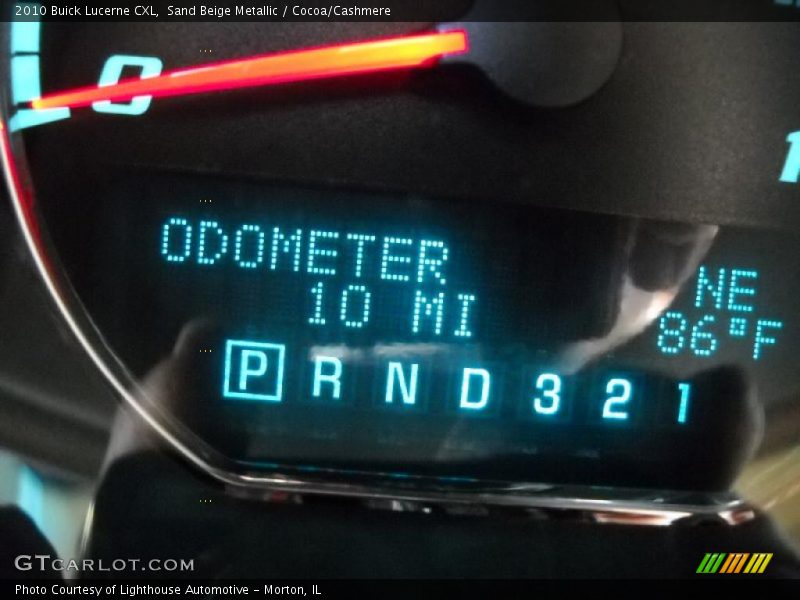 2010 Buick Lucerne CXL,  Sand Beige Metallic / Cocoa/Cashmere
0
1
ODOMETER
10 MI
NE
86°F
P R N D 3 2 1
GTCARLOT.COM
Photo Courtesy of Lighthouse Automotive - Morton, IL